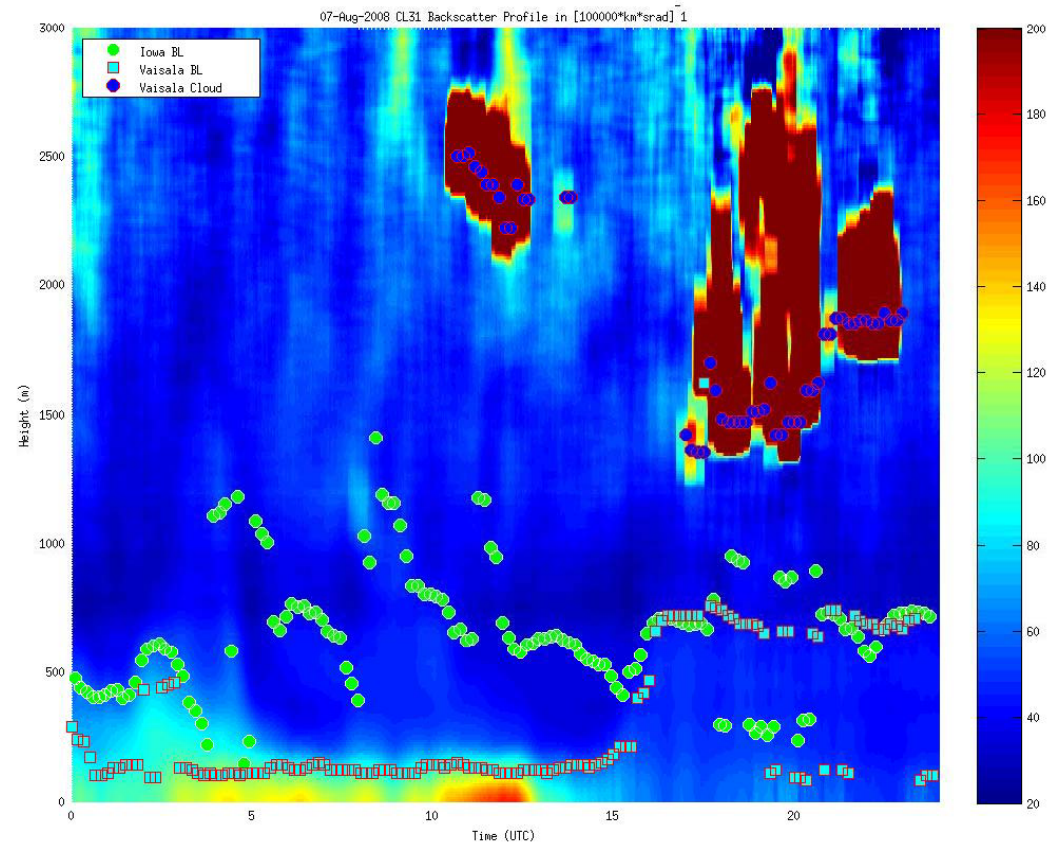 07-Aug-2008 CL31 Backscatter Profile in [100000*km*srad]^-1
Iowa BL
Vaisala BL
Vaisala Cloud
3000
2500
2000
1500
1000
500
0
Height (m)
0 5 10 15 20
Time (UTC)
200
180
160
140
120
100
80
60
40
20